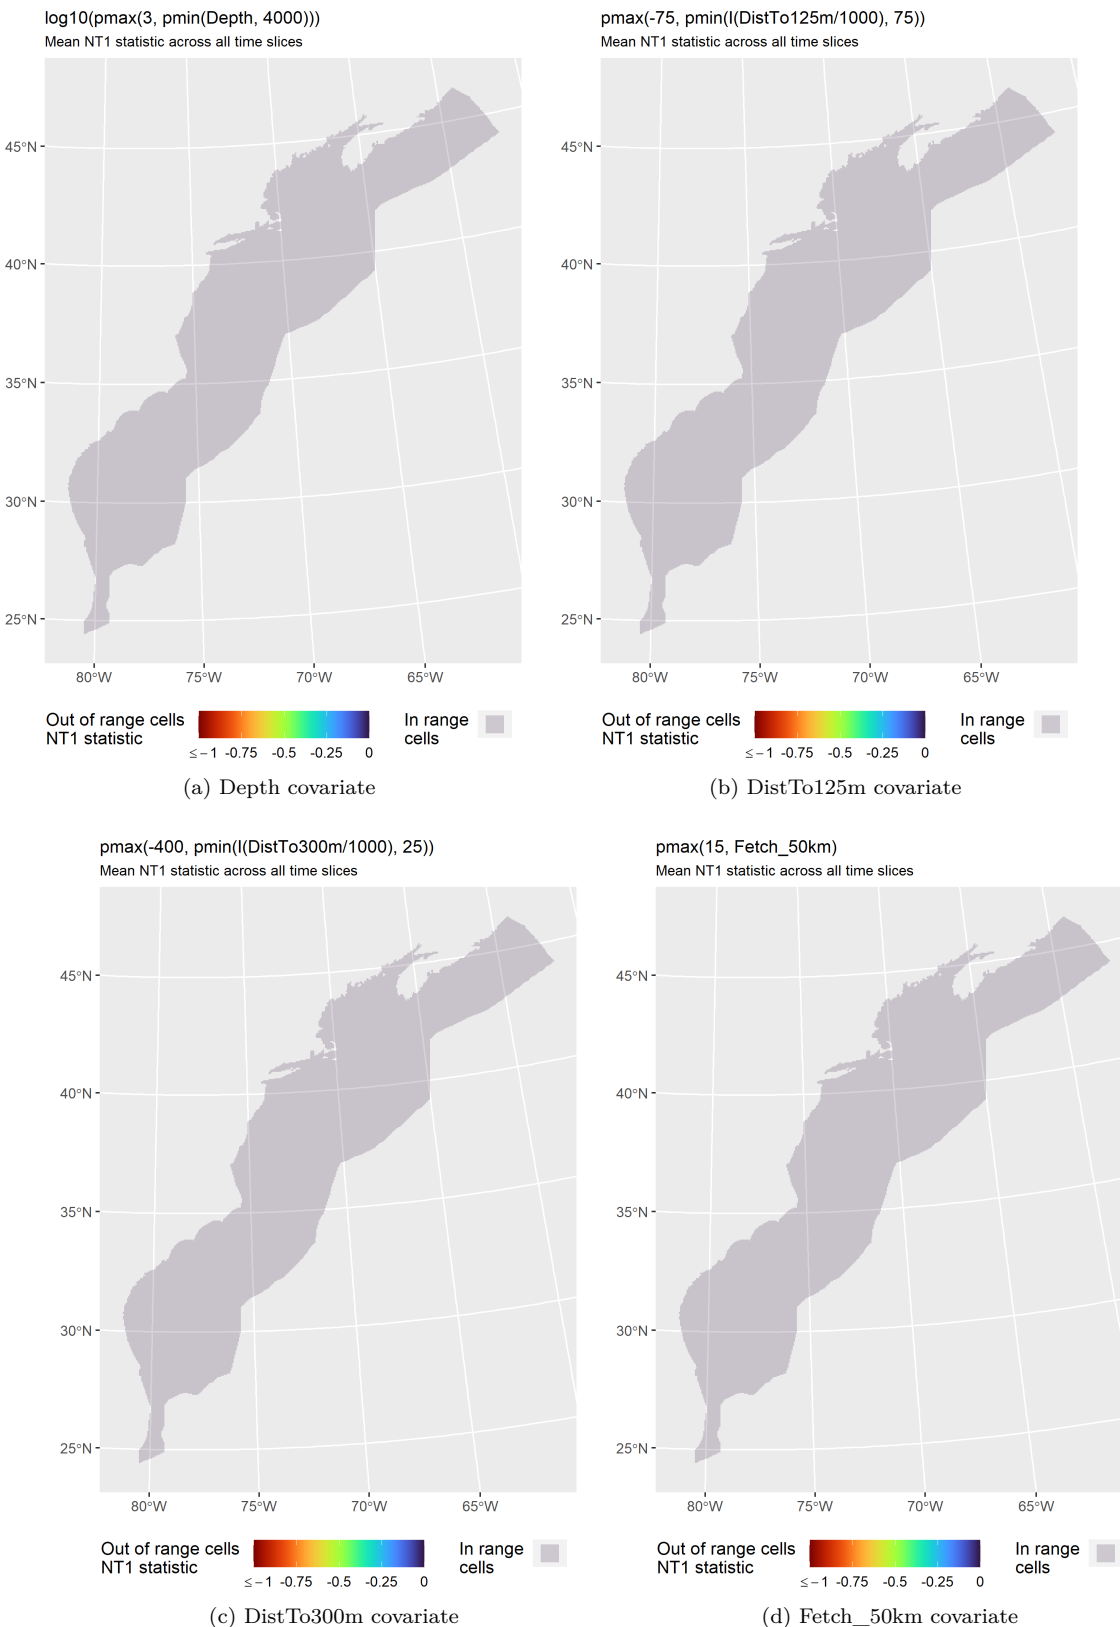 log10(pmax(3, pmin(Depth, 4000)))
Mean NT1 statistic across all time slices
45°N
40°N
35°N
30°N
25°N
80°W 75°W 70°W 65°W
Out of range cells
NT1 statistic
≤−1 -0.75 -0.5 -0.25 0
In range
cells
(a) Depth covariate
pmax(-75, pmin(I(DistTo125m/1000), 75))
Mean NT1 statistic across all time slices
45°N
40°N
35°N
30°N
25°N
80°W 75°W 70°W 65°W
Out of range cells
NT1 statistic
≤−1 -0.75 -0.5 -0.25 0
In range
cells
(b) DistTo125m covariate
pmax(-400, pmin(I(DistTo300m/1000), 25))
Mean NT1 statistic across all time slices
45°N
40°N
35°N
30°N
25°N
80°W 75°W 70°W 65°W
Out of range cells
NT1 statistic
≤−1 -0.75 -0.5 -0.25 0
In range
cells
(c) DistTo300m covariate
pmax(15, Fetch_50km)
Mean NT1 statistic across all time slices
45°N
40°N
35°N
30°N
25°N
80°W 75°W 70°W 65°W
Out of range cells
NT1 statistic
≤−1 -0.75 -0.5 -0.25 0
In range
cells
(d) Fetch_50km covariate